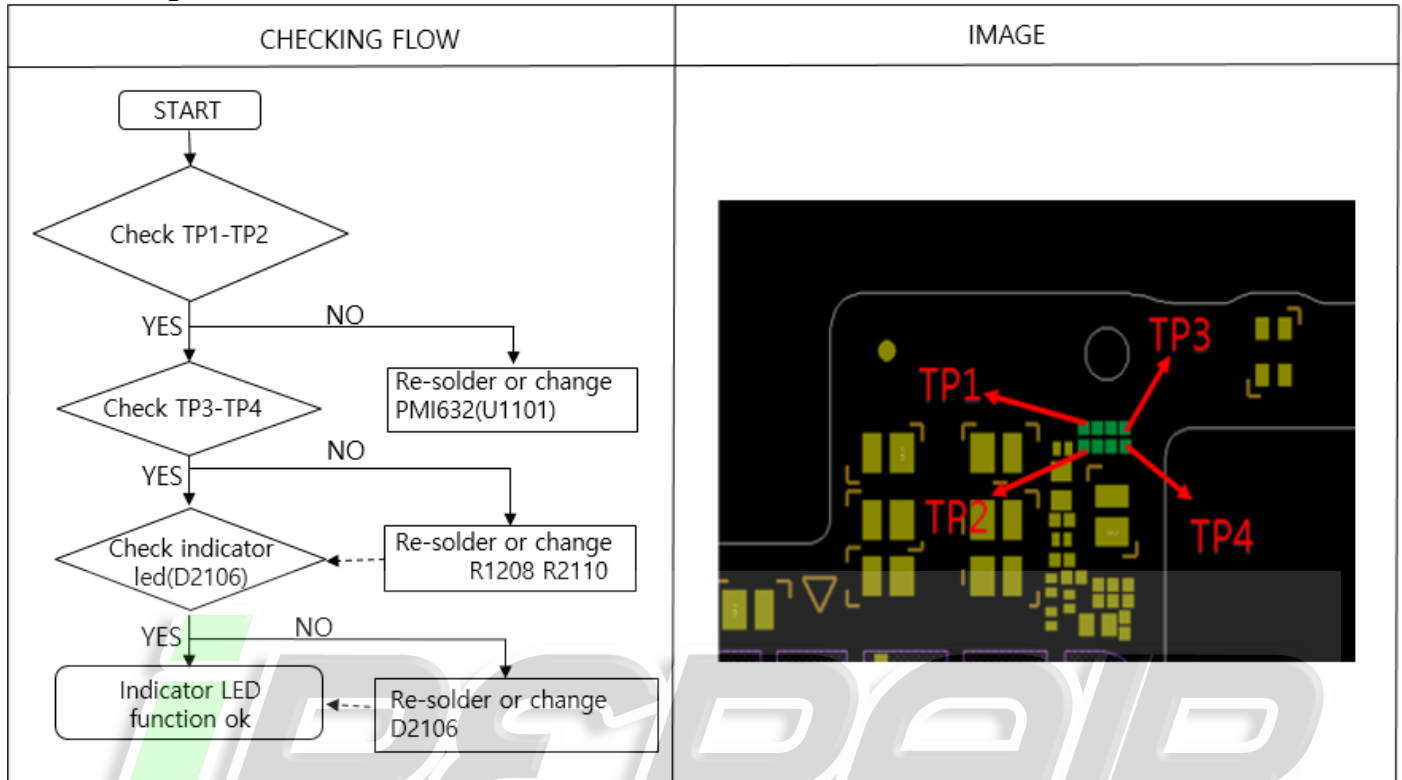 CHECKING FLOW
IMAGE
START
Check TP1-TP2
YES
NO
Re-solder or change
PMI632(U1101)
Check TP3-TP4
YES
NO
Re-solder or change
R1208 R2110
Check indicator
led(D2106)
YES
NO
Re-solder or change
D2106
Indicator LED
function ok
TP1
TP3
TP2
TP4